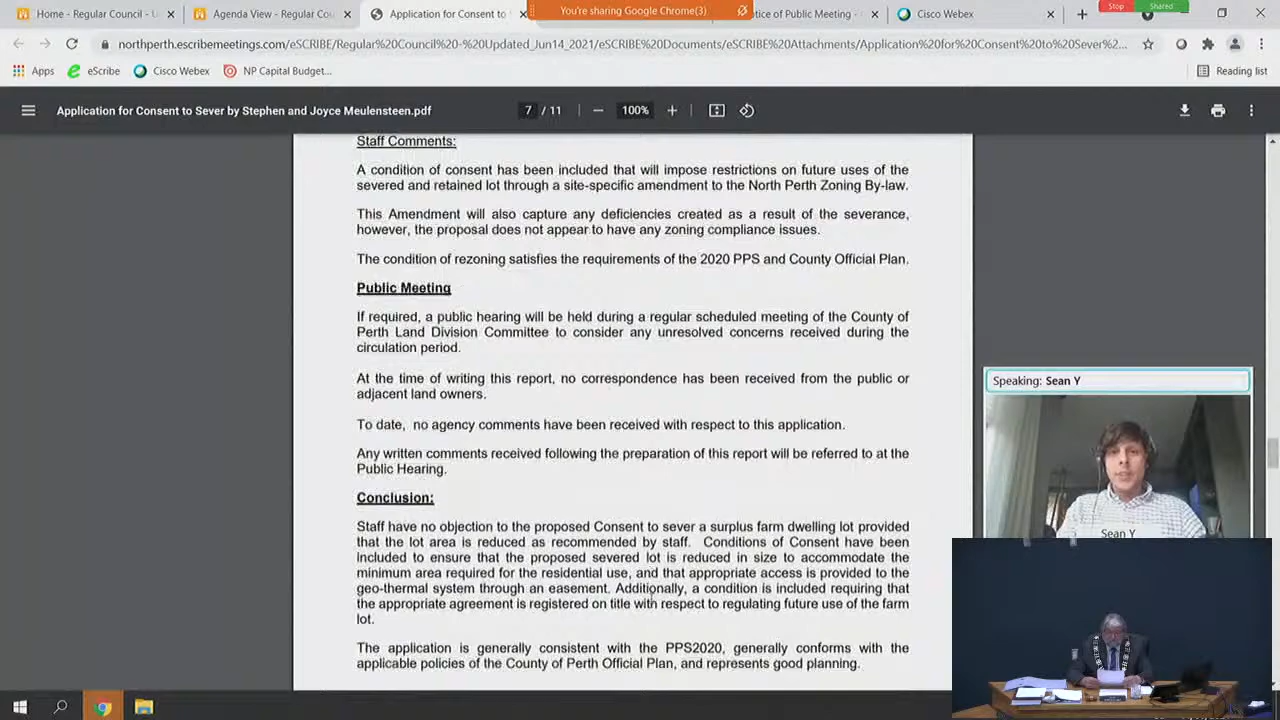 Home - Regular Council - U
Agenda View - Regular Cou
Application for Consent to
You're sharing Google Chrome(3)
tice of Public Meeting -
Cisco Webex
Stop
Shared
northperth.escribemeetings.com/eSCRIBE/Regular%20Council%20-%20Updated_Jun14_2021/eSCRIBE%20Documents/eSCRIBE%20Attachments/Application%20for%20Consent%20to%20Sever%2...
Apps
eScribe
Cisco Webex
NP Capital Budget...
Reading list
Application for Consent to Sever by Stephen and Joyce Meulensteen.pdf
7 / 11
100%
Staff Comments:
A condition of consent has been included that will impose restrictions on future uses of the
severed and retained lot through a site-specific amendment to the North Perth Zoning By-law.
This Amendment will also capture any deficiencies created as a result of the severance,
however, the proposal does not appear to have any zoning compliance issues.
The condition of rezoning satisfies the requirements of the 2020 PPS and County Official Plan.
Public Meeting
If required, a public hearing will be held during a regular scheduled meeting of the County of
Perth Land Division Committee to consider any unresolved concerns received during the
circulation period.
At the time of writing this report, no correspondence has been received from the public or
adjacent land owners.
To date, no agency comments have been received with respect to this application.
Any written comments received following the preparation of this report will be referred to at the
Public Hearing.
Conclusion:
Staff have no objection to the proposed Consent to sever a surplus farm dwelling lot provided
that the lot area is reduced as recommended by staff. Conditions of Consent have been
included to ensure that the proposed severed lot is reduced in size to accommodate the
minimum area required for the residential use, and that appropriate access is provided to the
geo-thermal system through an easement. Additionally, a condition is included requiring that
the appropriate agreement is registered on title with respect to regulating future use of the farm
lot.
The application is generally consistent with the PPS2020, generally conforms with the
applicable policies of the County of Perth Official Plan, and represents good planning.
Speaking: Sean Y
Sean Y